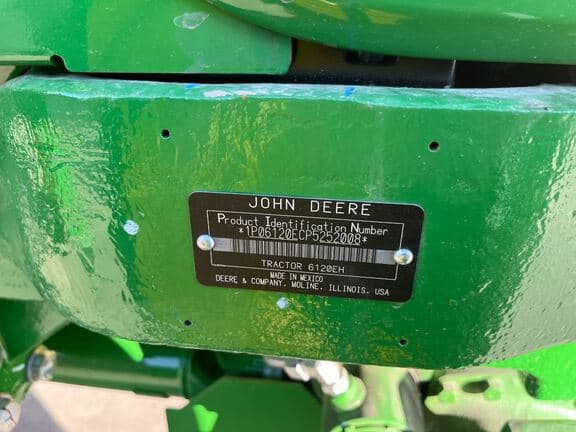 JOHN DEERE
Product Identification Number
*1P06120ECP5252008*
TRACTOR 6120EH
MADE IN MEXICO
DEERE & COMPANY. MOLINE. ILLINOIS. USA